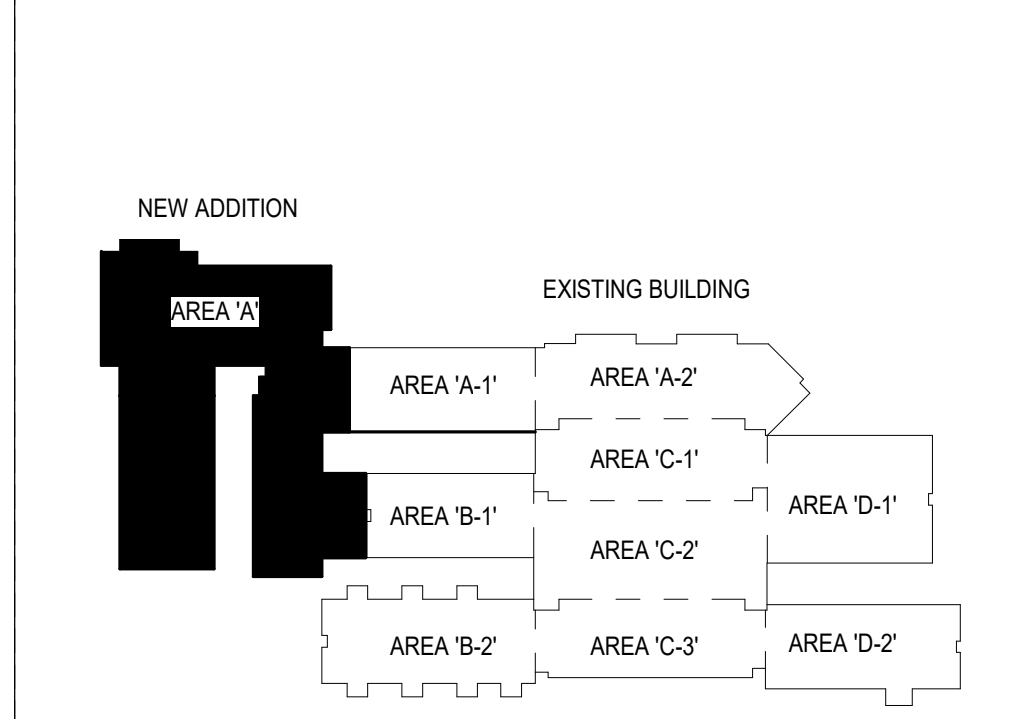 NEW ADDITION
AREA 'A'
EXISTING BUILDING
AREA 'A-1'
AREA 'A-2'
AREA 'C-1'
AREA 'B-1'
AREA 'D-1'
AREA 'C-2'
AREA 'B-2'
AREA 'C-3'
AREA 'D-2'